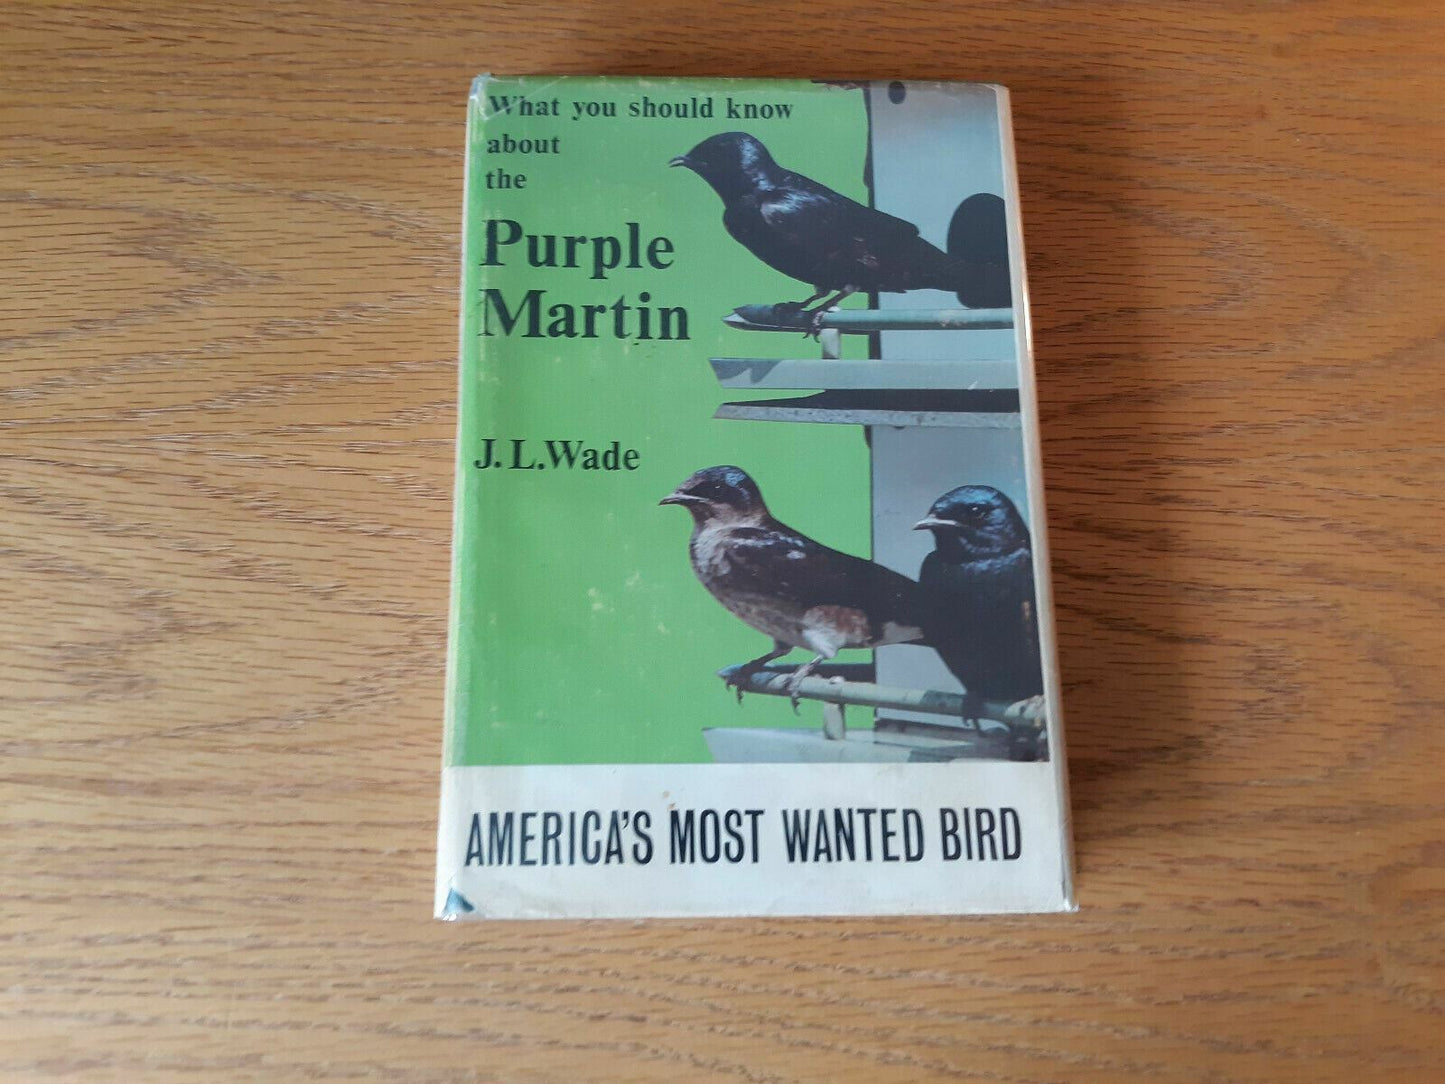 What you should know
about
the
Purple
Martin
J. L. Wade
AMERICA'S MOST WANTED BIRD